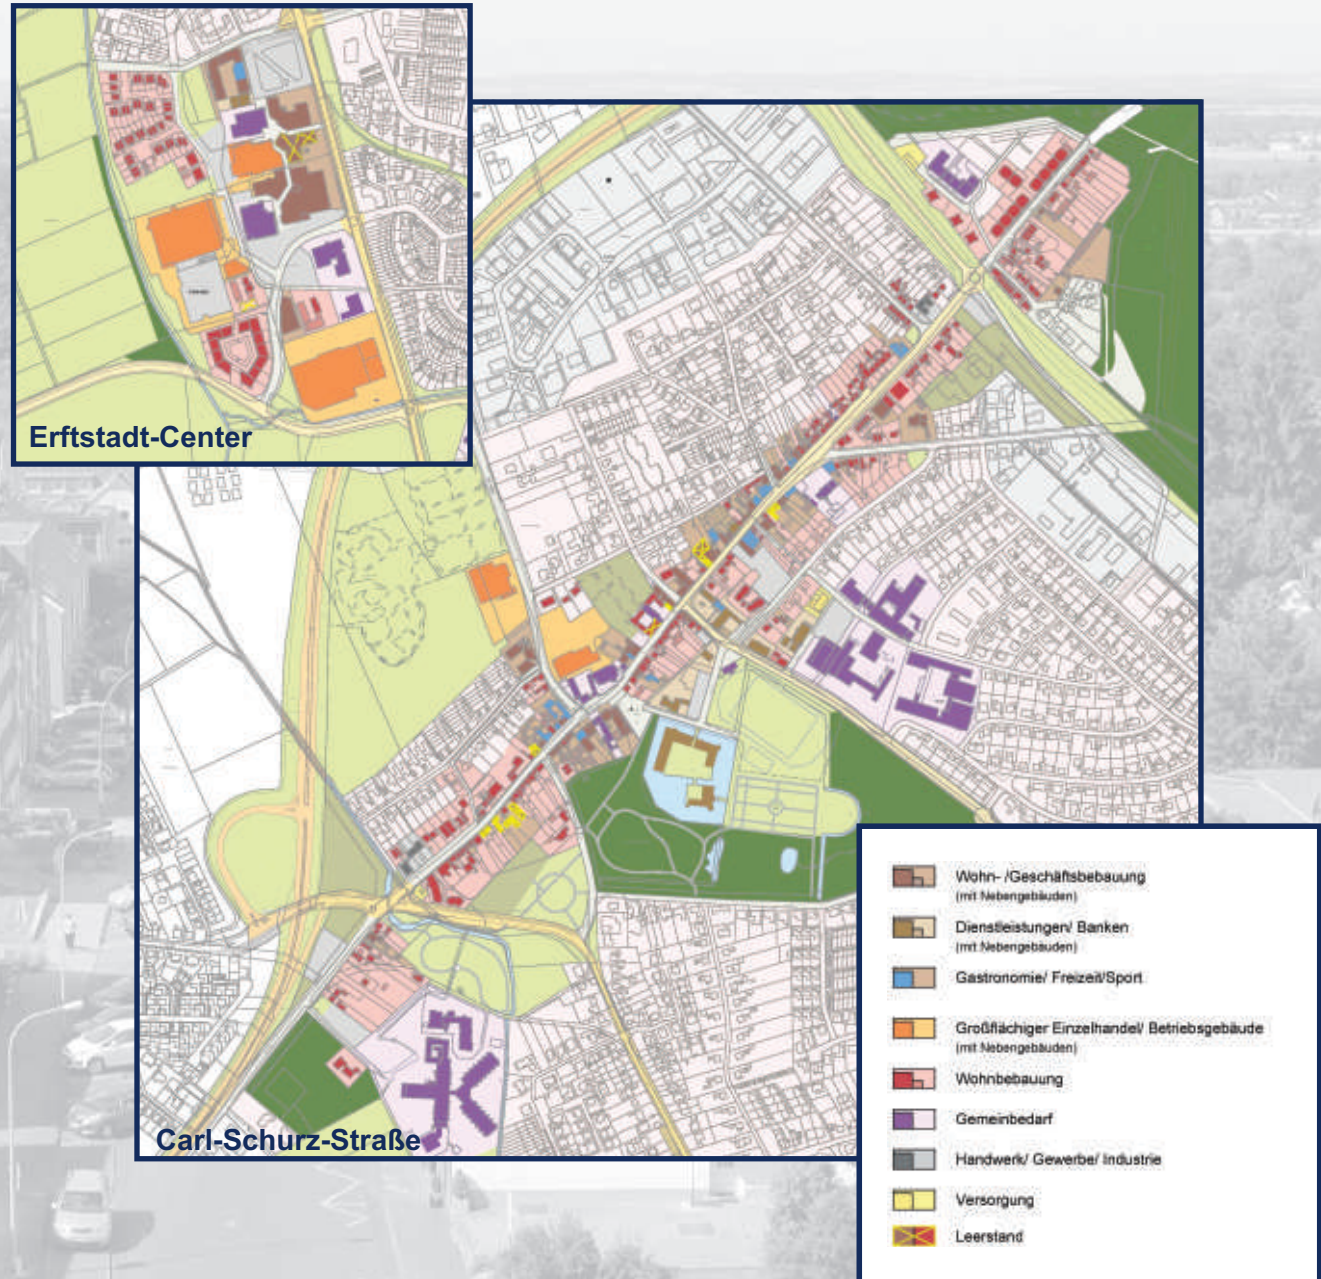 Erftstadt-Center
Carl-Schurz-Straße
Wohn- /Geschäftsbebauung
(mit Nebengebäuden)
Dienstleistungen/ Banken
(mit Nebengebäuden)
Gastronomie/ Freizeit/Sport
Großflächiger Einzelhandel/ Betriebsgebäude
(mit Nebengebäuden)
Wohnbebauung
Gemeinbedarf
Handwerk/ Gewerbe/ Industrie
Versorgung
Leerstand